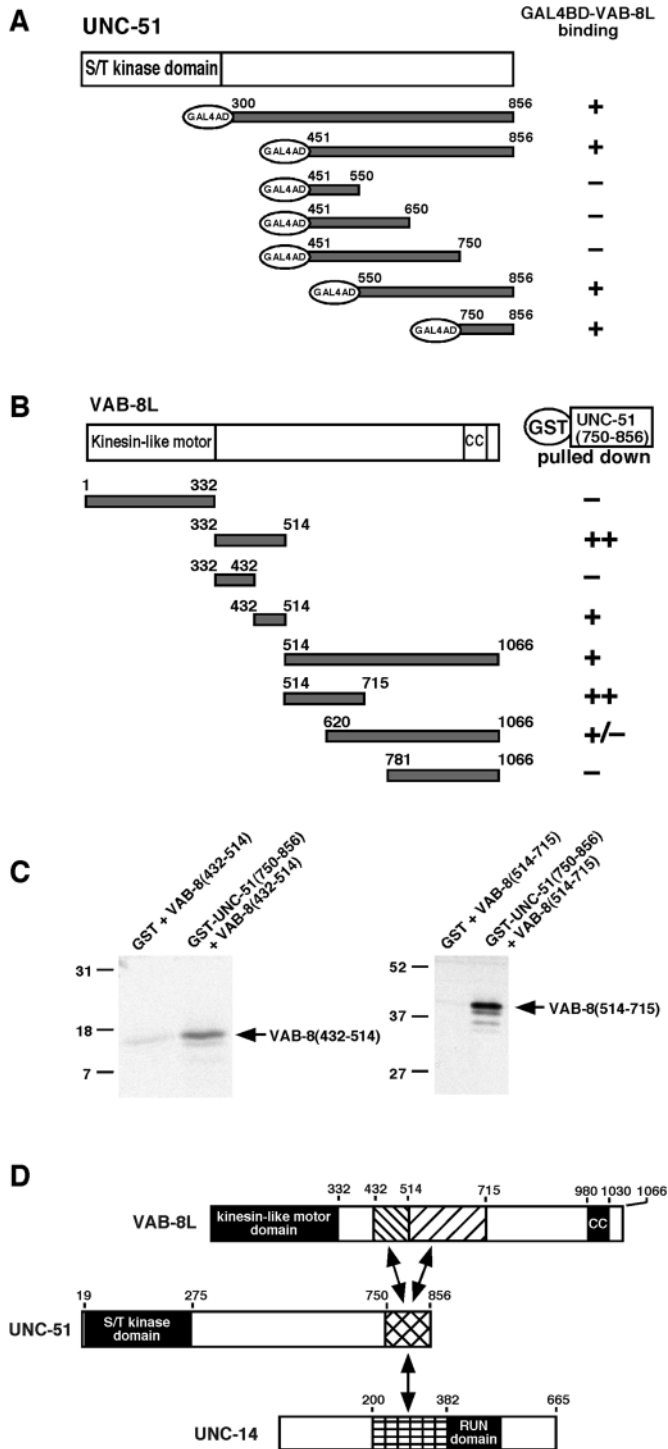 A
UNC-51
GAL4BD-VAB-8L
binding
S/T kinase domain
GAL4AD 300 856 +
GAL4AD 451 856 +
GAL4AD 451 550 −
GAL4AD 451 650 −
GAL4AD 451 750 −
GAL4AD 550 856 +
GAL4AD 750 856 +
B
VAB-8L
Kinesin-like motor
CC
GST UNC-51
(750-856)
pulled down
1 332 −
332 514 ++
332 432 −
432 514 +
514 1066 +
514 715 ++
620 1066 +/−
781 1066 −
C
GST + VAB-8(432-514)
GST-UNC-51(750-856)
+ VAB-8(432-514)
31
18
7
VAB-8(432-514)
GST + VAB-8(514-715)
GST-UNC-51(750-856)
+ VAB-8(514-715)
52
37
27
VAB-8(514-715)
D
332 432 514 715 980 1030 1066
VAB-8L
kinesin-like motor
domain
CC
19 275 750 856
UNC-51
S/T kinase
domain
200 382 665
UNC-14
RUN
domain